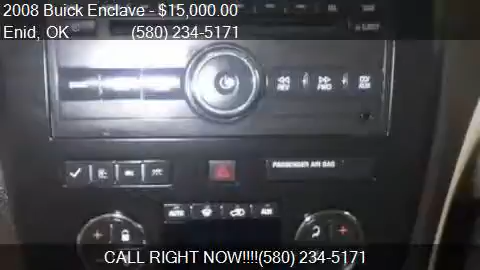 2008 Buick Enclave - $15,000.00
Enid, OK (580) 234-5171
REV FWD AUX
PASSENGER AIR BAG
AUTO AUX
CALL RIGHT NOW!!!!(580) 234-5171